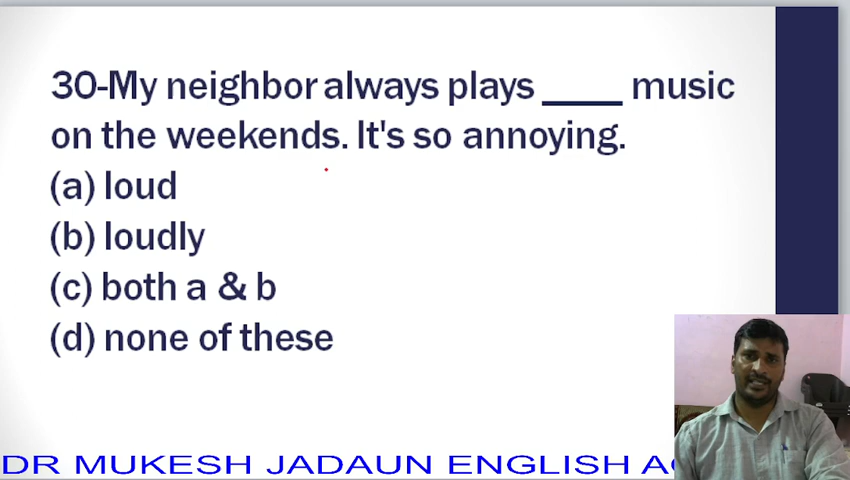 30-My neighbor always plays ____ music
on the weekends. It's so annoying.
(a) loud
(b) loudly
(c) both a & b
(d) none of these
DR MUKESH JADAUN ENGLISH